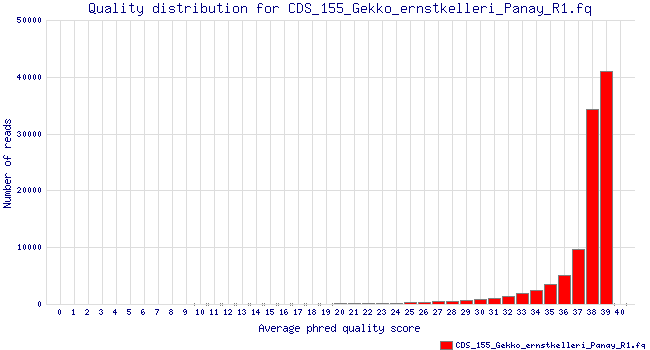 Quality distribution for CDS_155_Gekko_ernstkelleri_Panay_R1.fq
50000
40000
30000
20000
10000
0
Number of reads
0 1 2 3 4 5 6 7 8 9 10 11 12 13 14 15 16 17 18 19 20 21 22 23 24 25 26 27 28 29 30 31 32 33 34 35 36 37 38 39 40
Average phred quality score
CDS_155_Gekko_ernstkelleri_Panay_R1.fq